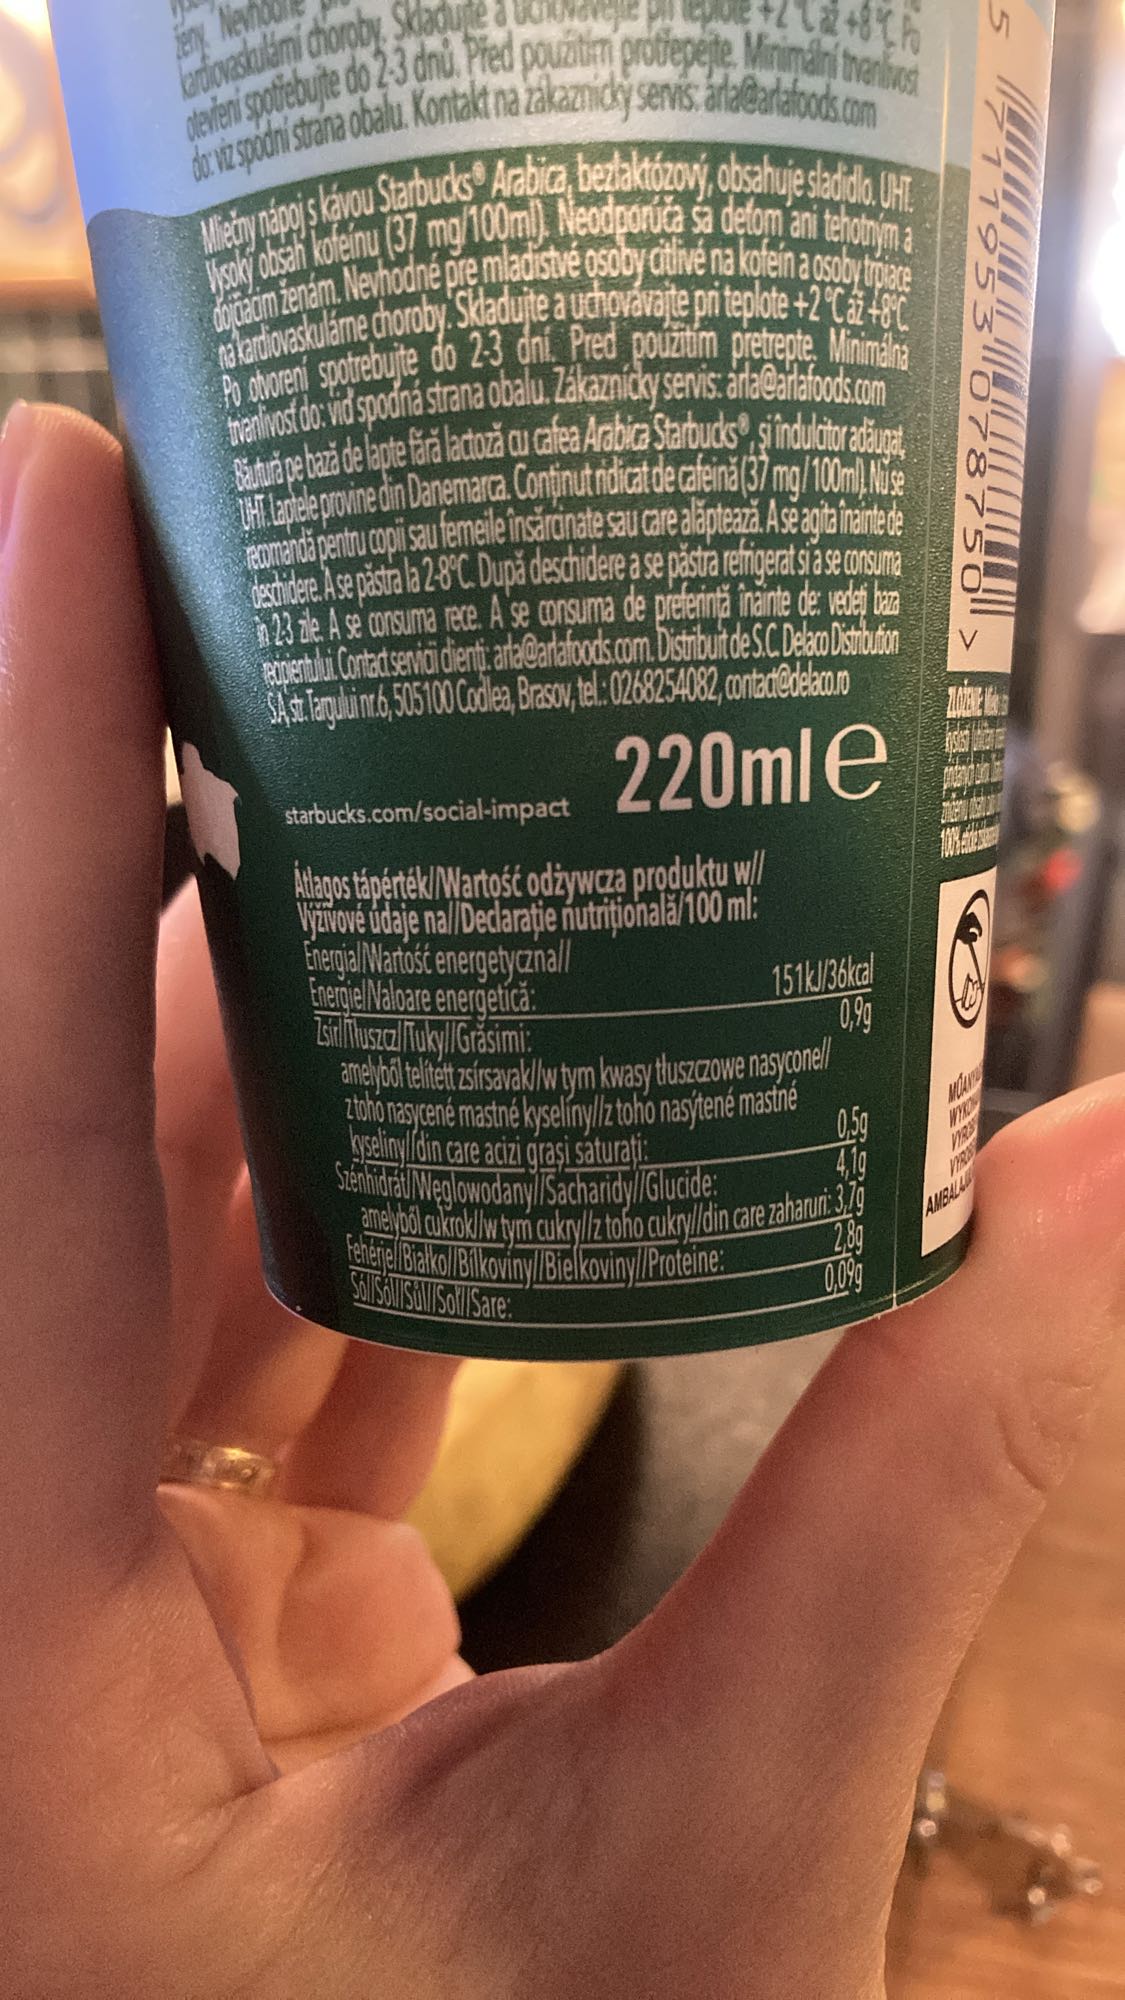 kardiovaskulární choroby. Skladujte a uchovávejte při teplotě +2 °C až +8 °C. Po
otevření spotřebujte do 2-3 dnů. Před použitím protřepejte. Minimální trvanlivost
do: viz spodní strana obalu. Kontakt na zákaznický servis: arla@arlafoods.com
Mliečny nápoj s kávou Starbucks® Arabica, bezlaktózový, obsahuje sladidlo. UHT.
Vysoký obsah kofeínu (37 mg/100ml). Neodporúča sa deťom ani tehotným a
dojčiacim ženám. Nevhodné pre mladistvé osoby citlivé na kofeín a osoby trpiace
na kardiovaskulárne choroby. Skladujte a uchovávajte pri teplote +2 °C až +8°C.
Po otvorení spotrebujte do 2-3 dní. Pred použitím pretrepte. Minimálna
trvanlivosť do: viď spodná strana obalu. Zákaznícky servis: arla@arlafoods.com
Băutură pe bază de lapte fără lactoză cu cafea Arabica Starbucks®, și îndulcitor adăugat,
UHT. Laptele provine din Danemarca. Conținut ridicat de cafeină (37 mg/100ml). Nu se
recomandă pentru copii sau femeile însărcinate sau care alăptează. A se agita înainte de
deschidere. A se păstra la 2-8°C. După deschidere a se păstra refrigerat si a se consuma
în 2-3 zile. A se consuma rece. A se consuma de preferință înainte de: vedeți baza
recipientului. Contact servicii clienți: arla@arlafoods.com. Distribuit de S.C. Delaco Distribution
S.A, str. Targului nr.6, 505100 Codlea, Brasov, tel.: 0268254082, contact@delaco.ro
starbucks.com/social-impact
220ml e
Átlagos tápérték//Wartość odżywcza produktu w//
Výživové údaje na//Declarație nutrițională/100 ml:
Energia//Wartość energetyczna//
Energie//Valoare energetică: 151kJ/36kcal
Zsír//Tłuszcz//Tuky//Grăsimi: 0,9g
amelyből telített zsírsavak//w tym kwasy tłuszczowe nasycone//
z toho nasycené mastné kyseliny//z toho nasýtené mastné
kyseliny//din care acizi grași saturați: 0,5g
Szénhidrát//Węglowodany//Sacharidy//Glucide: 4,1g
amelyből cukrok//w tym cukry//z toho cukry//din care zaharuri: 3,7g
Fehérje//Białko//Bílkoviny//Bielkoviny//Proteine: 2,8g
Só//Sól//Sůl//Soľ//Sare: 0,09g
5 711953 078750 >
ZLOŽENIE:
100%
AMBALAJ